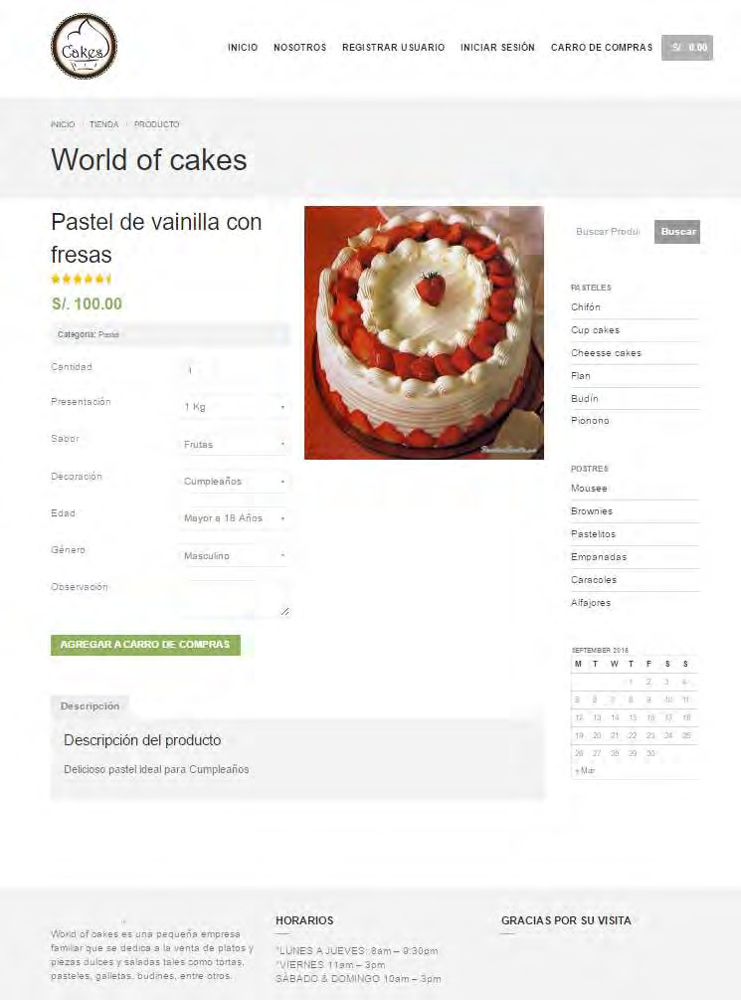 Cakes
INICIO NOSOTROS REGISTRAR USUARIO INICIAR SESIÓN CARRO DE COMPRAS S/. 0.00
INICIO TIENDA PRODUCTO
World of cakes
Pastel de vainilla con
fresas
S/. 100.00
Categoria: Pastel
Cantidad 1
Presentación 1 Kg
Sabor Frutas
Decoración Cumpleaños
Edad Mayor a 18 Años
Género Masculino
Observación
AGREGAR A CARRO DE COMPRAS
Descripción
Descripción del producto
Delicioso pastel ideal para Cumpleaños
Buscar Produ Buscar
PASTELES
Chifón
Cup cakes
Cheesse cakes
Flan
Budín
Pionono
POSTRES
Mousee
Brownies
Pastelitos
Empanadas
Caracoles
Alfajores
SEPTEMBER 2016
M T W T F S S
1 2 3 4
5 6 7 8 9 10 11
12 13 14 15 16 17 18
19 20 21 22 23 24 25
26 27 28 29 30
« Mar
World of cakes es una pequeña empresa
familiar que se dedica a la venta de platos y
piezas dulces y saladas tales como tortas,
pasteles, galletas, budines, entre otros.
HORARIOS
*LUNES A JUEVES: 8am – 9:30pm
*VIERNES 11am – 3pm
SÁBADO & DOMINGO 10am – 3pm
GRACIAS POR SU VISITA